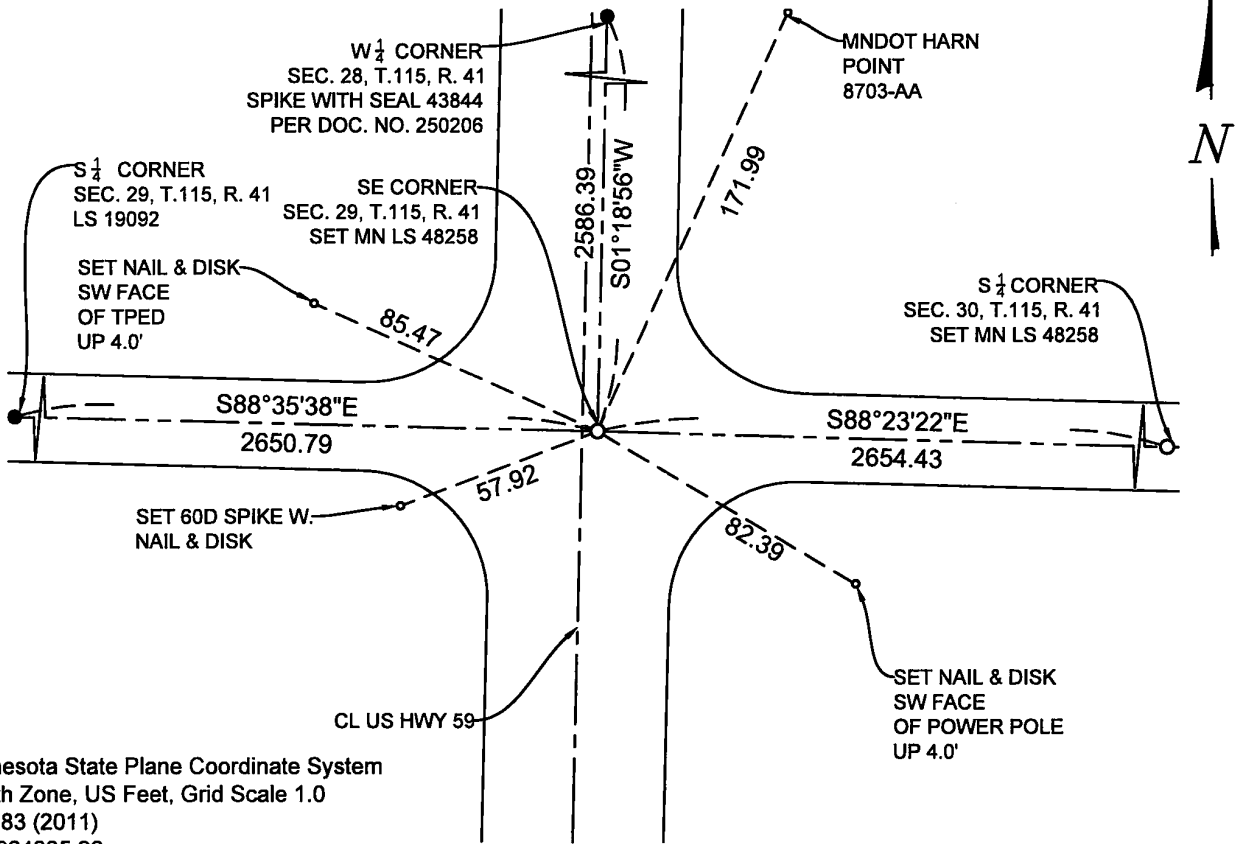 W 1/4 CORNER
SEC. 28, T.115, R. 41
SPIKE WITH SEAL 43844
PER DOC. NO. 250206
MNDOT HARN
POINT
8703-AA
N
S 1/4 CORNER
SEC. 29, T.115, R. 41
LS 19092
SE CORNER
SEC. 29, T.115, R. 41
SET MN LS 48258
2586.39
S01°18'56"W
171.99
SET NAIL & DISK
SW FACE
OF TPED
UP 4.0'
85.47
S 1/4 CORNER
SEC. 30, T.115, R. 41
SET MN LS 48258
S88°35'38"E
2650.79
S88°23'22"E
2654.43
57.92
82.39
SET 60D SPIKE W.
NAIL & DISK
CL US HWY 59
SET NAIL & DISK
SW FACE
OF POWER POLE
UP 4.0'
nesota State Plane Coordinate System
th Zone, US Feet, Grid Scale 1.0
83 (2011)